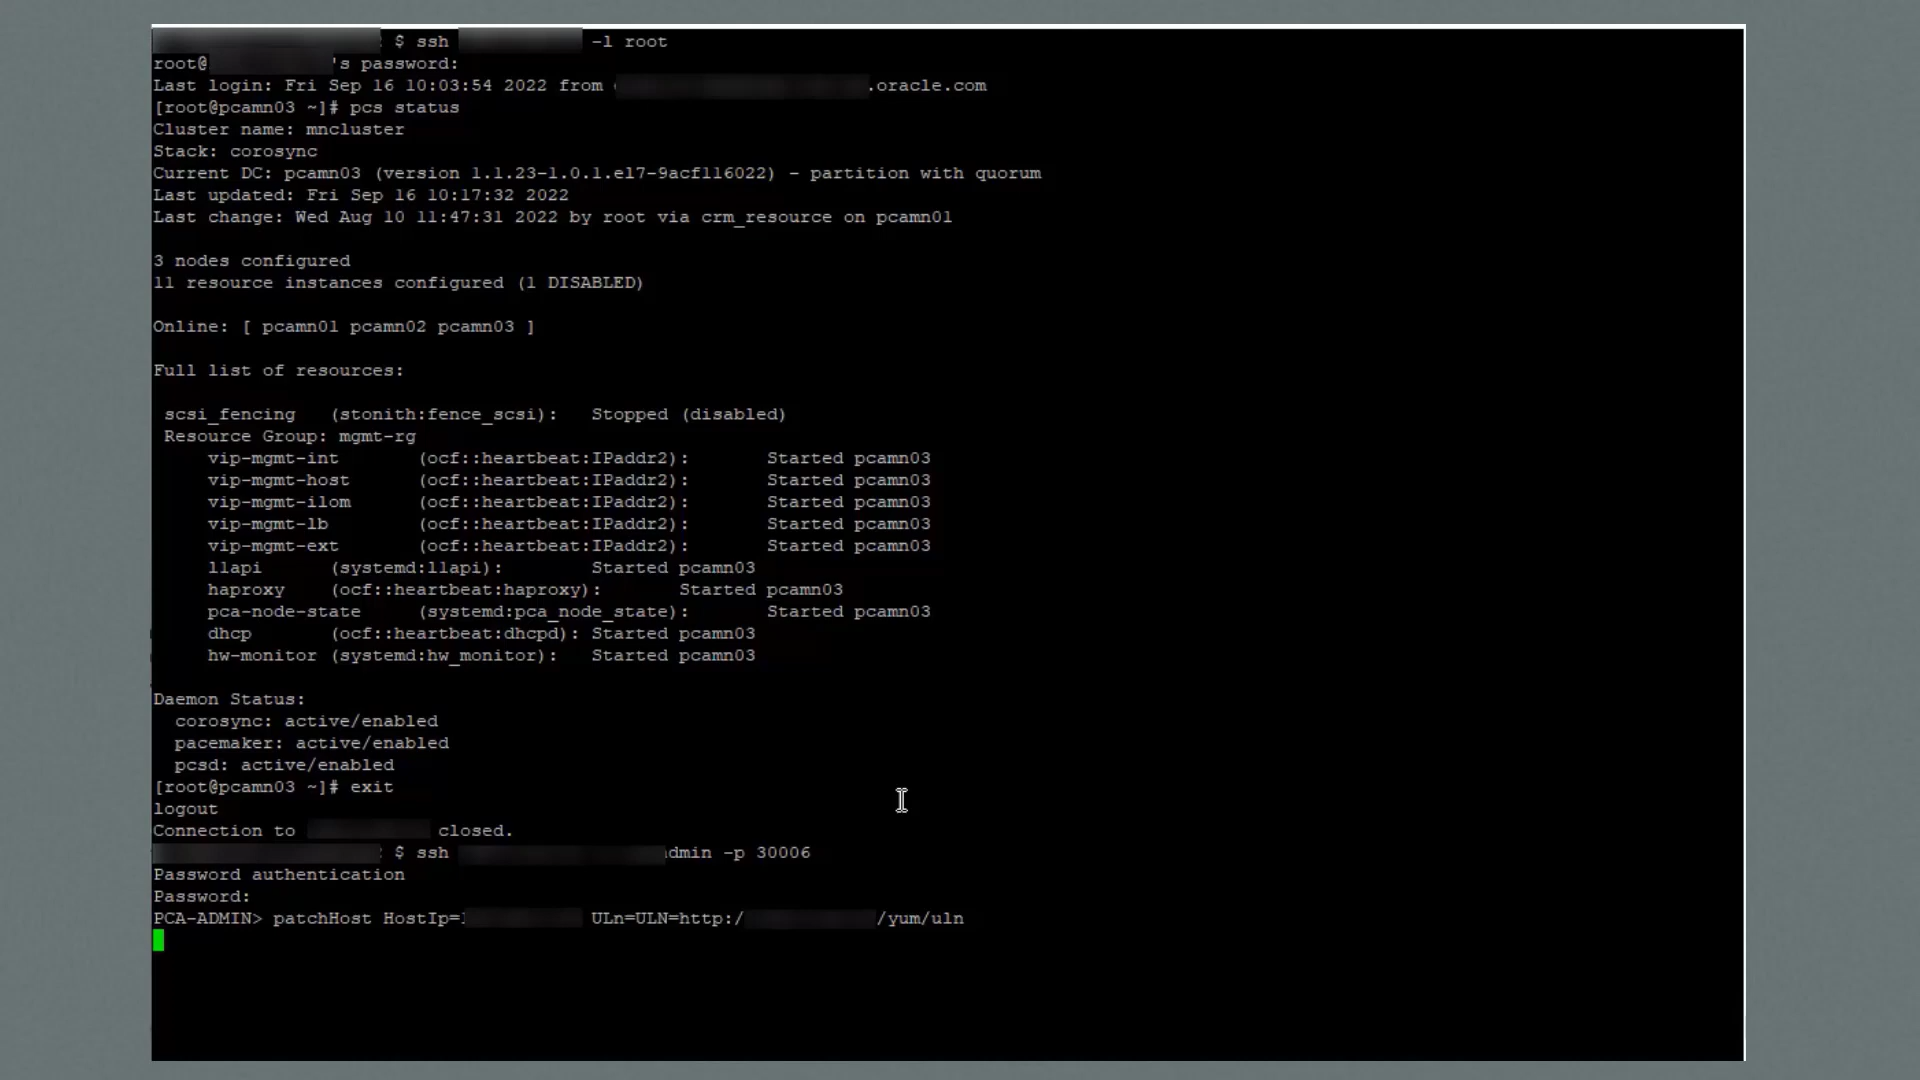 $ ssh -l root
root@ 's password:
Last login: Fri Sep 16 10:03:54 2022 from .oracle.com
[root@pcamn03 ~]# pcs status
Cluster name: mncluster
Stack: corosync
Current DC: pcamn03 (version 1.1.23-1.0.1.el7-9acf116022) - partition with quorum
Last updated: Fri Sep 16 10:17:32 2022
Last change: Wed Aug 10 11:47:31 2022 by root via crm_resource on pcamn01
3 nodes configured
11 resource instances configured (1 DISABLED)
Online: [ pcamn01 pcamn02 pcamn03 ]
Full list of resources:
scsi_fencing (stonith:fence_scsi): Stopped (disabled)
Resource Group: mgmt-rg
vip-mgmt-int (ocf::heartbeat:IPaddr2): Started pcamn03
vip-mgmt-host (ocf::heartbeat:IPaddr2): Started pcamn03
vip-mgmt-ilom (ocf::heartbeat:IPaddr2): Started pcamn03
vip-mgmt-lb (ocf::heartbeat:IPaddr2): Started pcamn03
vip-mgmt-ext (ocf::heartbeat:IPaddr2): Started pcamn03
llapi (systemd:llapi): Started pcamn03
haproxy (ocf::heartbeat:haproxy): Started pcamn03
pca-node-state (systemd:pca_node_state): Started pcamn03
dhcp (ocf::heartbeat:dhcpd): Started pcamn03
hw-monitor (systemd:hw_monitor): Started pcamn03
Daemon Status:
corosync: active/enabled
pacemaker: active/enabled
pcsd: active/enabled
[root@pcamn03 ~]# exit
logout
Connection to closed.
$ ssh dmin -p 30006
Password authentication
Password:
PCA-ADMIN> patchHost HostIp= ULn=ULN=http:/ /yum/uln